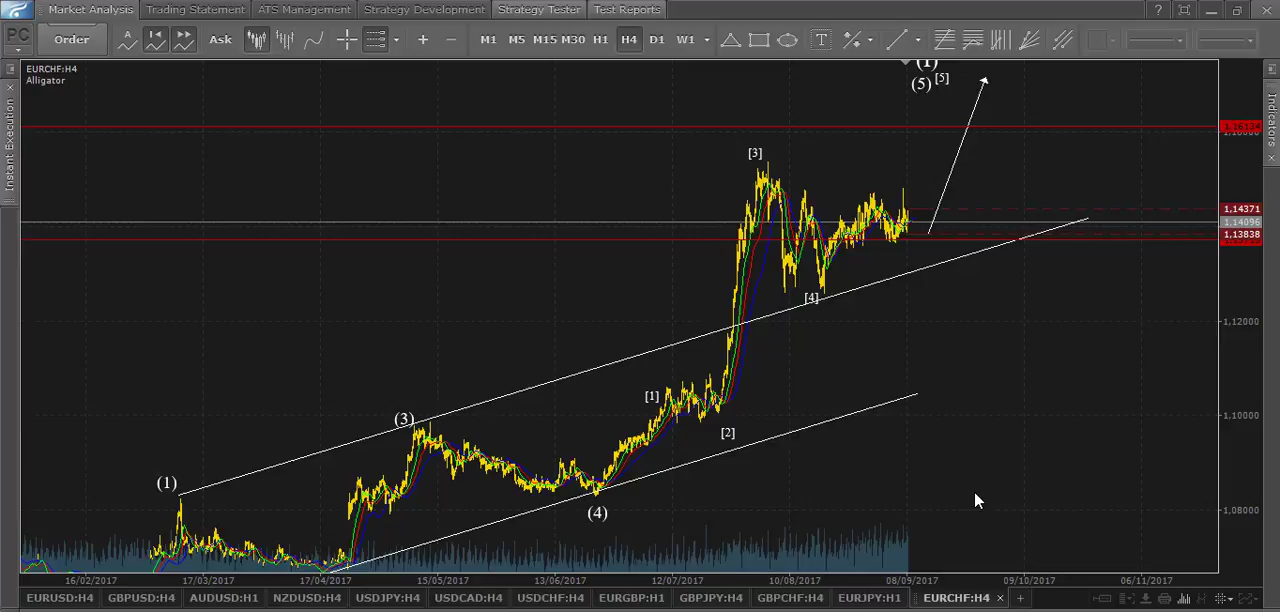 Market Analysis Trading Statement ATS Management Strategy Development Strategy Tester Test Reports ?
PC Order Ask M1 M5 M15 M30 H1 H4 D1 W1 T
EURCHF:H4
Alligator
Instant Execution
Indicators
(1)
(5) [5]
1,16000
[3]
1,14371
1,14096
1,13838
[4]
1,12000
[1]
1,10000
(3)
[2]
(1)
(4)
1,08000
16/02/2017 17/03/2017 17/04/2017 15/05/2017 13/06/2017 12/07/2017 10/08/2017 08/09/2017 09/10/2017 06/11/2017
EURUSD:H4 GBPUSD:H4 AUDUSD:H1 NZDUSD:H4 USDJPY:H4 USDCAD:H4 USDCHF:H4 EURGBP:H1 GBPJPY:H4 GBPCHF:H4 EURJPY:H1 EURCHF:H4